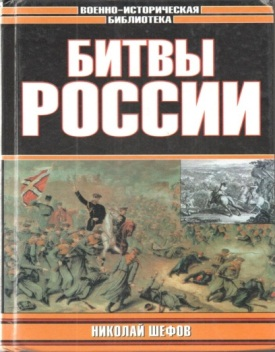 ВОЕННО-ИСТОРИЧЕСКАЯ
БИБЛИОТЕКА
БИТВЫ
РОССИИ
НИКОЛАЙ ШЕФОВ